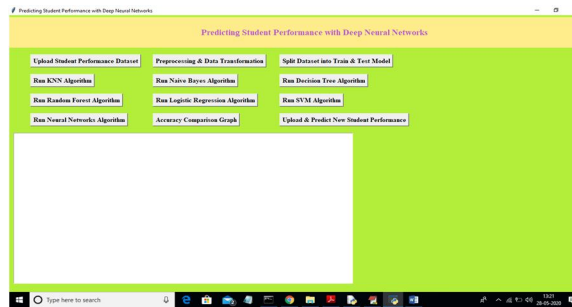 Predicting Student Performance with Deep Neural Networks
Predicting Student Performance with Deep Neural Networks
Upload Student Performance Dataset Preprocessing & Data Transformation Split Dataset into Train & Test Model
Run KNN Algorithm Run Naive Bayes Algorithm Run Decision Tree Algorithm
Run Random Forest Algorithm Run Logistic Regression Algorithm Run SVM Algorithm
Run Neural Networks Algorithm Accuracy Comparison Graph Upload & Predict New Student Performance
Type here to search
13:21
28-05-2020